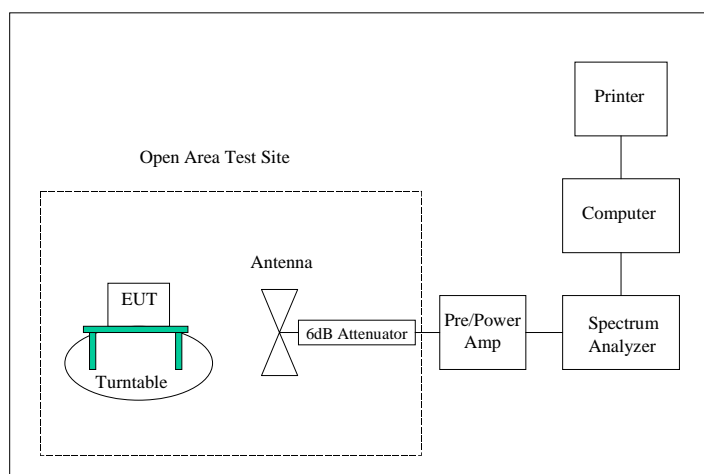 Printer
Open Area Test Site
Computer
Antenna
EUT
6dB Attenuator
Pre/Power
Amp
Spectrum
Analyzer
Turntable